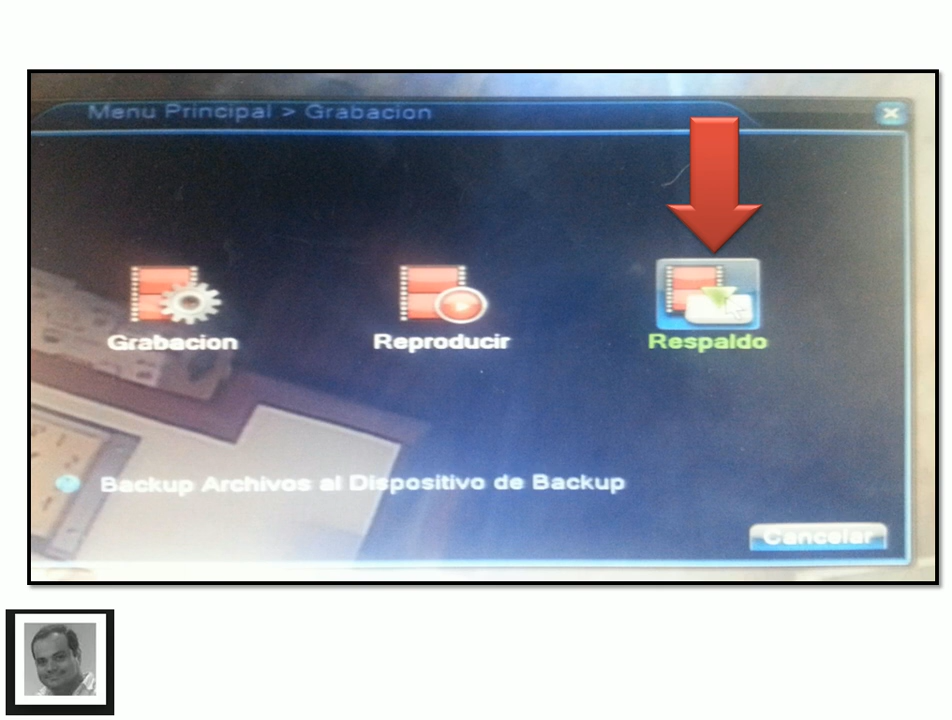 Menu Principal > Grabacion
Grabacion
Reproducir
Respaldo
Backup Archivos al Dispositivo de Backup
Cancelar